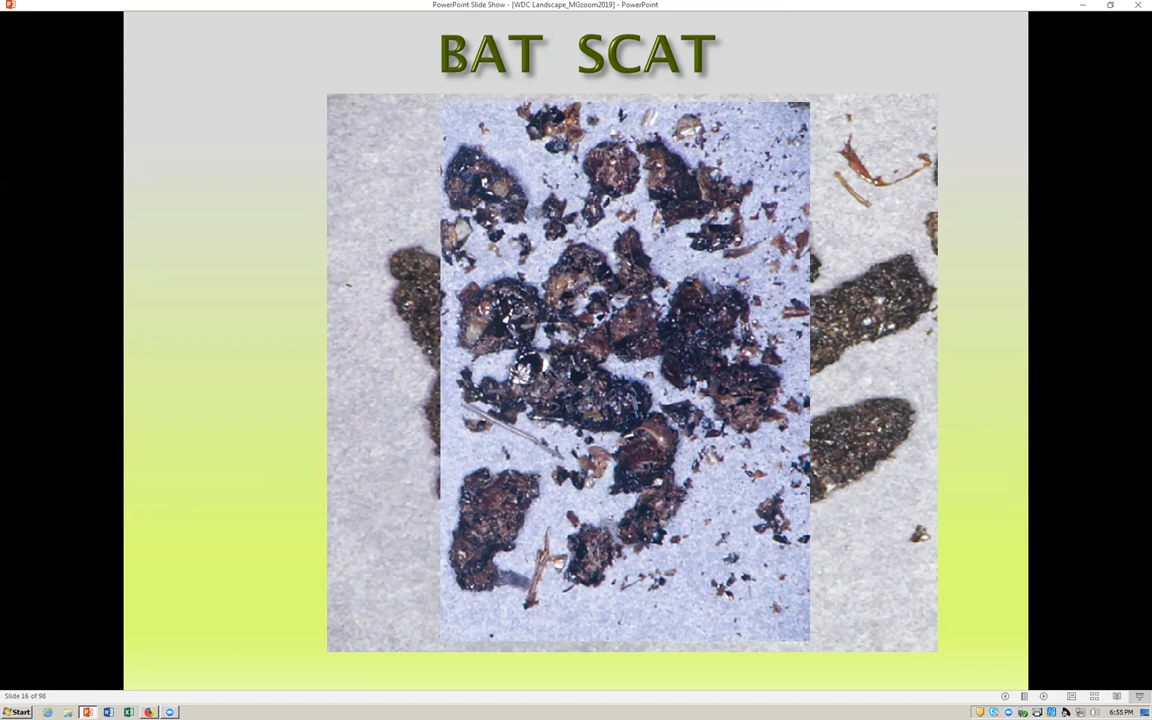 PowerPoint Slide Show - [WDC Landscape_MGzoom2019] - PowerPoint
BAT SCAT
Slide 16 of 98
Start
6:55 PM